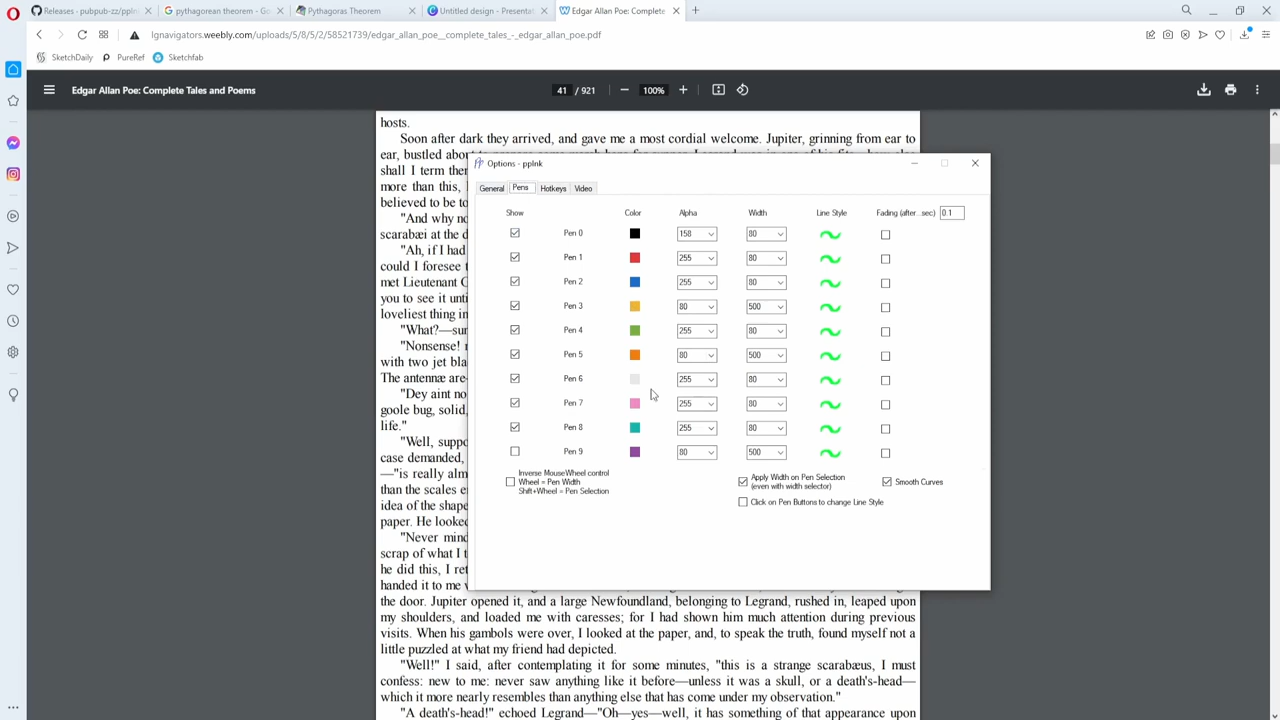 Releases - pubpub-zz/ppIn
pythagorean theorem - Go
Pythagoras Theorem
Untitled design - Presentat
Edgar Allan Poe: Complete
lgnavigators.weebly.com/uploads/5/8/5/2/58521739/edgar_allan_poe__complete_tales_-_edgar_allan_poe.pdf
SketchDaily PureRef Sketchfab
Edgar Allan Poe: Complete Tales and Poems 41 / 921 100%
hosts.
Soon after dark they arrived, and gave me a most cordial welcome. Jupiter, grinning from ear to
ear, bustled abou
shall I term ther
more than this, 
believed to be to
"And why no
scarabæi at the d
"Ah, if I had
could I foresee t
met Lieutenant G
you to see it unti
loveliest thing in
"What?—sun
"Nonsense! n
with two jet bla
The antennæ are
"Dey aint no
goole bug, solid,
life."
"Well, suppo
case demanded,
—"is really alm
than the scales e
idea of the shape
paper. He looked
"Never mind
scrap of what I t
he did this, I ret
handed it to me v
the door. Jupiter opened it, and a large Newfoundland, belonging to Legrand, rushed in, leaped upon
my shoulders, and loaded me with caresses; for I had shown him much attention during previous
visits. When his gambols were over, I looked at the paper, and, to speak the truth, found myself not a
little puzzled at what my friend had depicted.
"Well!" I said, after contemplating it for some minutes, "this is a strange scarabæus, I must
confess: new to me: never saw anything like it before—unless it was a skull, or a death's-head—
which it more nearly resembles than anything else that has come under my observation."
"A death's-head!" echoed Legrand—"Oh—yes—well, it has something of that appearance upon
Options - ppInk
General Pens Hotkeys Video
Show Color Alpha Width Line Style Fading (after...sec) 0.1
Pen 0 158 80
Pen 1 255 80
Pen 2 255 80
Pen 3 80 500
Pen 4 255 80
Pen 5 80 500
Pen 6 255 80
Pen 7 255 80
Pen 8 255 80
Pen 9 80 500
Inverse MouseWheel control
Wheel = Pen Width
Shift+Wheel = Pen Selection
Apply Width on Pen Selection
(even with width selector)
Smooth Curves
Click on Pen Buttons to change Line Style